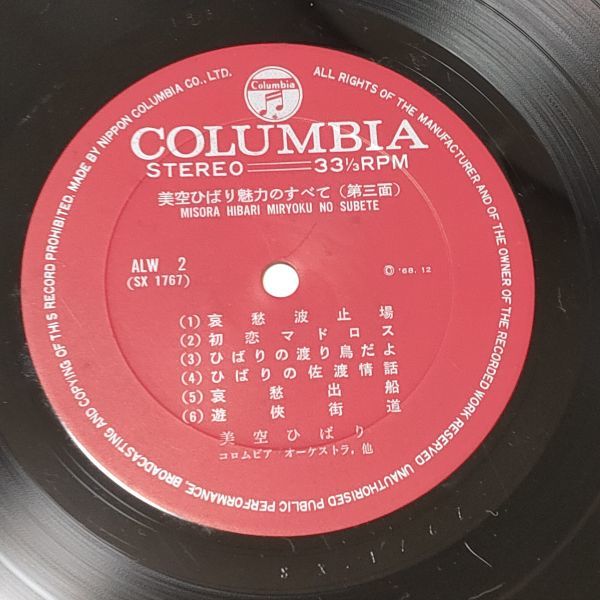 Columbia
COLUMBIA
STEREO 33⅓RPM
美空ひばり魅力のすべて (第三面)
MISORA HIBARI MIRYOKU NO SUBETE
ALW 2
(SX 1767)
© '68.12
(1) 哀愁波止場
(2) 初恋マドロス
(3) ひばりの渡り鳥だよ
(4) ひばりの佐渡情話
(5) 哀愁出船
(6) 遊侠街道
美空ひばり
コロムビア オーケストラ,他
MADE BY NIPPON COLUMBIA CO., LTD. ALL RIGHTS OF THE MANUFACTURER AND OF THE OWNER OF THE RECORDED WORK RESERVED UNAUTHORISED PUBLIC PERFORMANCE, BROADCASTING AND COPYING OF THIS RECORD PROHIBITED.